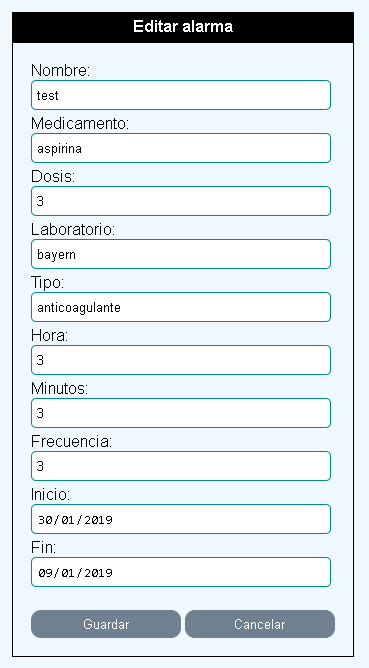 Editar alarma
Nombre:
test
Medicamento:
aspirina
Dosis:
3
Laboratorio:
bayern
Tipo:
anticoagulante
Hora:
3
Minutos:
3
Frecuencia:
3
Inicio:
30/01/2019
Fin:
09/01/2019
Guardar Cancelar